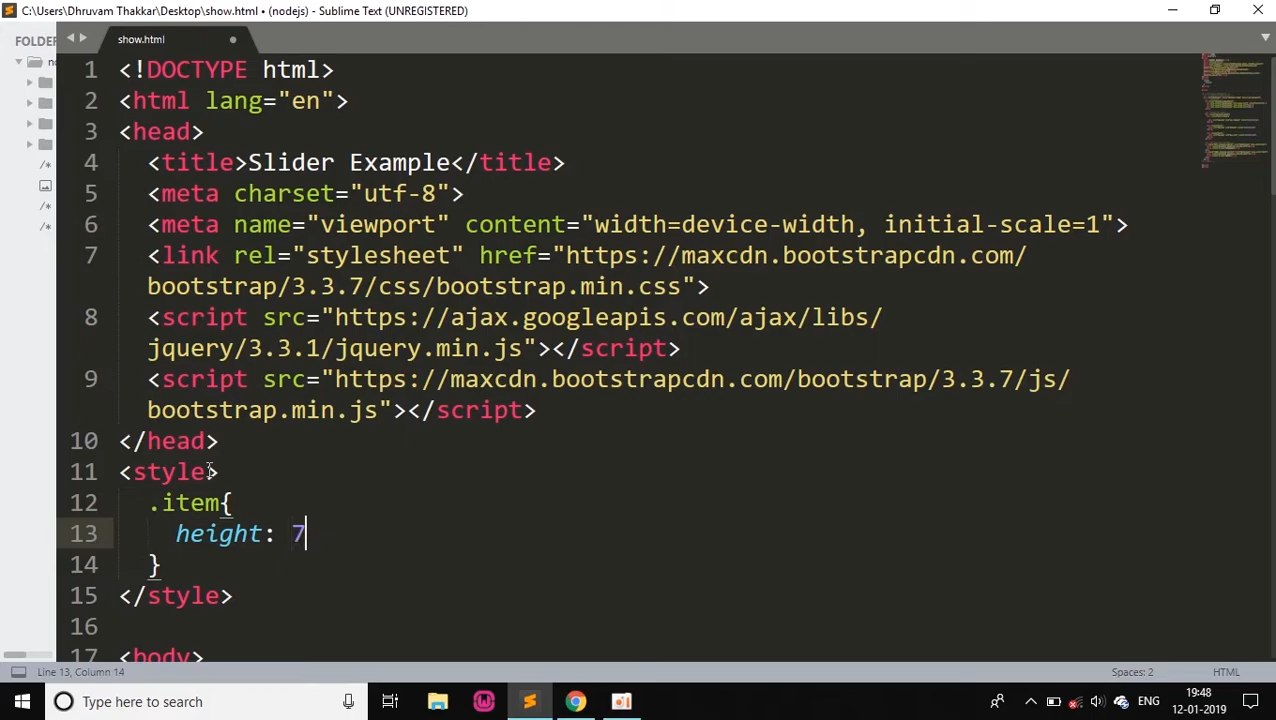 C:\Users\Dhruvam Thakkar\Desktop\show.html • (nodejs) - Sublime Text (UNREGISTERED)
FOLDER
show.html
1 <!DOCTYPE html>
2 <html lang="en">
3 <head>
4 <title>Slider Example</title>
5 <meta charset="utf-8">
6 <meta name="viewport" content="width=device-width, initial-scale=1">
7 <link rel="stylesheet" href="https://maxcdn.bootstrapcdn.com/
bootstrap/3.3.7/css/bootstrap.min.css">
8 <script src="https://ajax.googleapis.com/ajax/libs/
jquery/3.3.1/jquery.min.js"></script>
9 <script src="https://maxcdn.bootstrapcdn.com/bootstrap/3.3.7/js/
bootstrap.min.js"></script>
10 </head>
11 <style>
12 .item{
13 height: 7
14 }
15 </style>
16
17 <body>
/*
/*
/*
Line 13, Column 14
Spaces: 2
HTML
Type here to search
ENG
19:48
12-01-2019